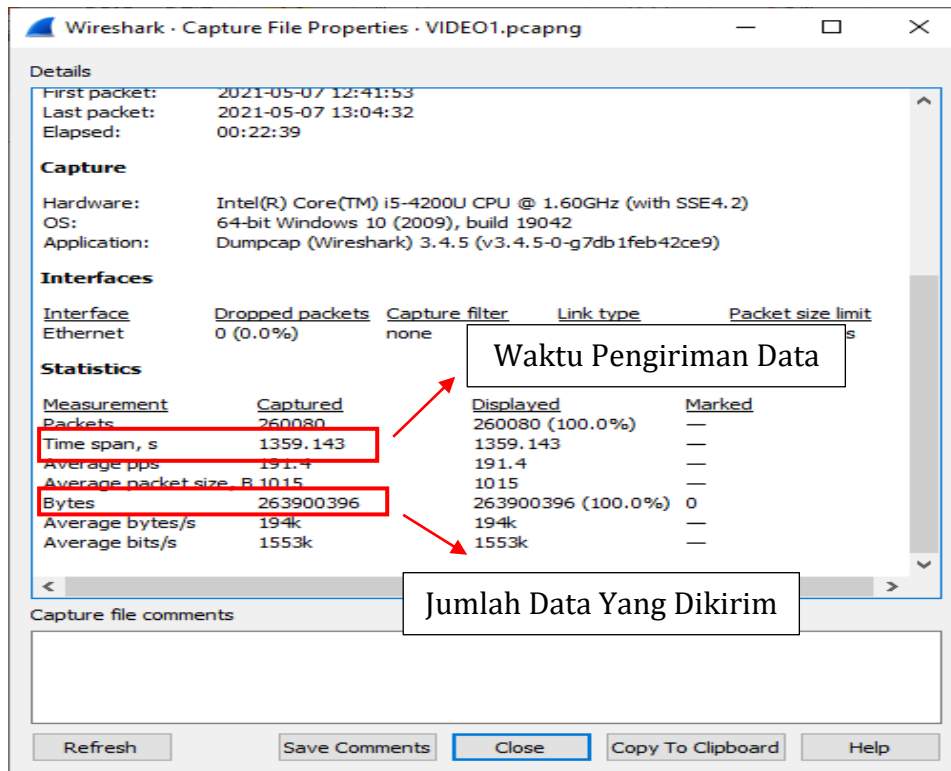 Wireshark · Capture File Properties · VIDEO1.pcapng
Details
First packet: 2021-05-07 12:41:53
Last packet: 2021-05-07 13:04:32
Elapsed: 00:22:39
Capture
Hardware: Intel(R) Core(TM) i5-4200U CPU @ 1.60GHz (with SSE4.2)
OS: 64-bit Windows 10 (2009), build 19042
Application: Dumpcap (Wireshark) 3.4.5 (v3.4.5-0-g7db1feb42ce9)
Interfaces
Interface Dropped packets Capture filter Link type Packet size limit
Ethernet 0 (0.0%) none
Waktu Pengiriman Data
Statistics
Measurement Captured Displayed Marked
Packets 260080 260080 (100.0%) —
Time span, s 1359.143 1359.143 —
Average pps 191.4 191.4 —
Average packet size, B 1015 1015 —
Bytes 263900396 263900396 (100.0%) 0
Average bytes/s 194k 194k —
Average bits/s 1553k 1553k —
Jumlah Data Yang Dikirim
Capture file comments
Refresh Save Comments Close Copy To Clipboard Help